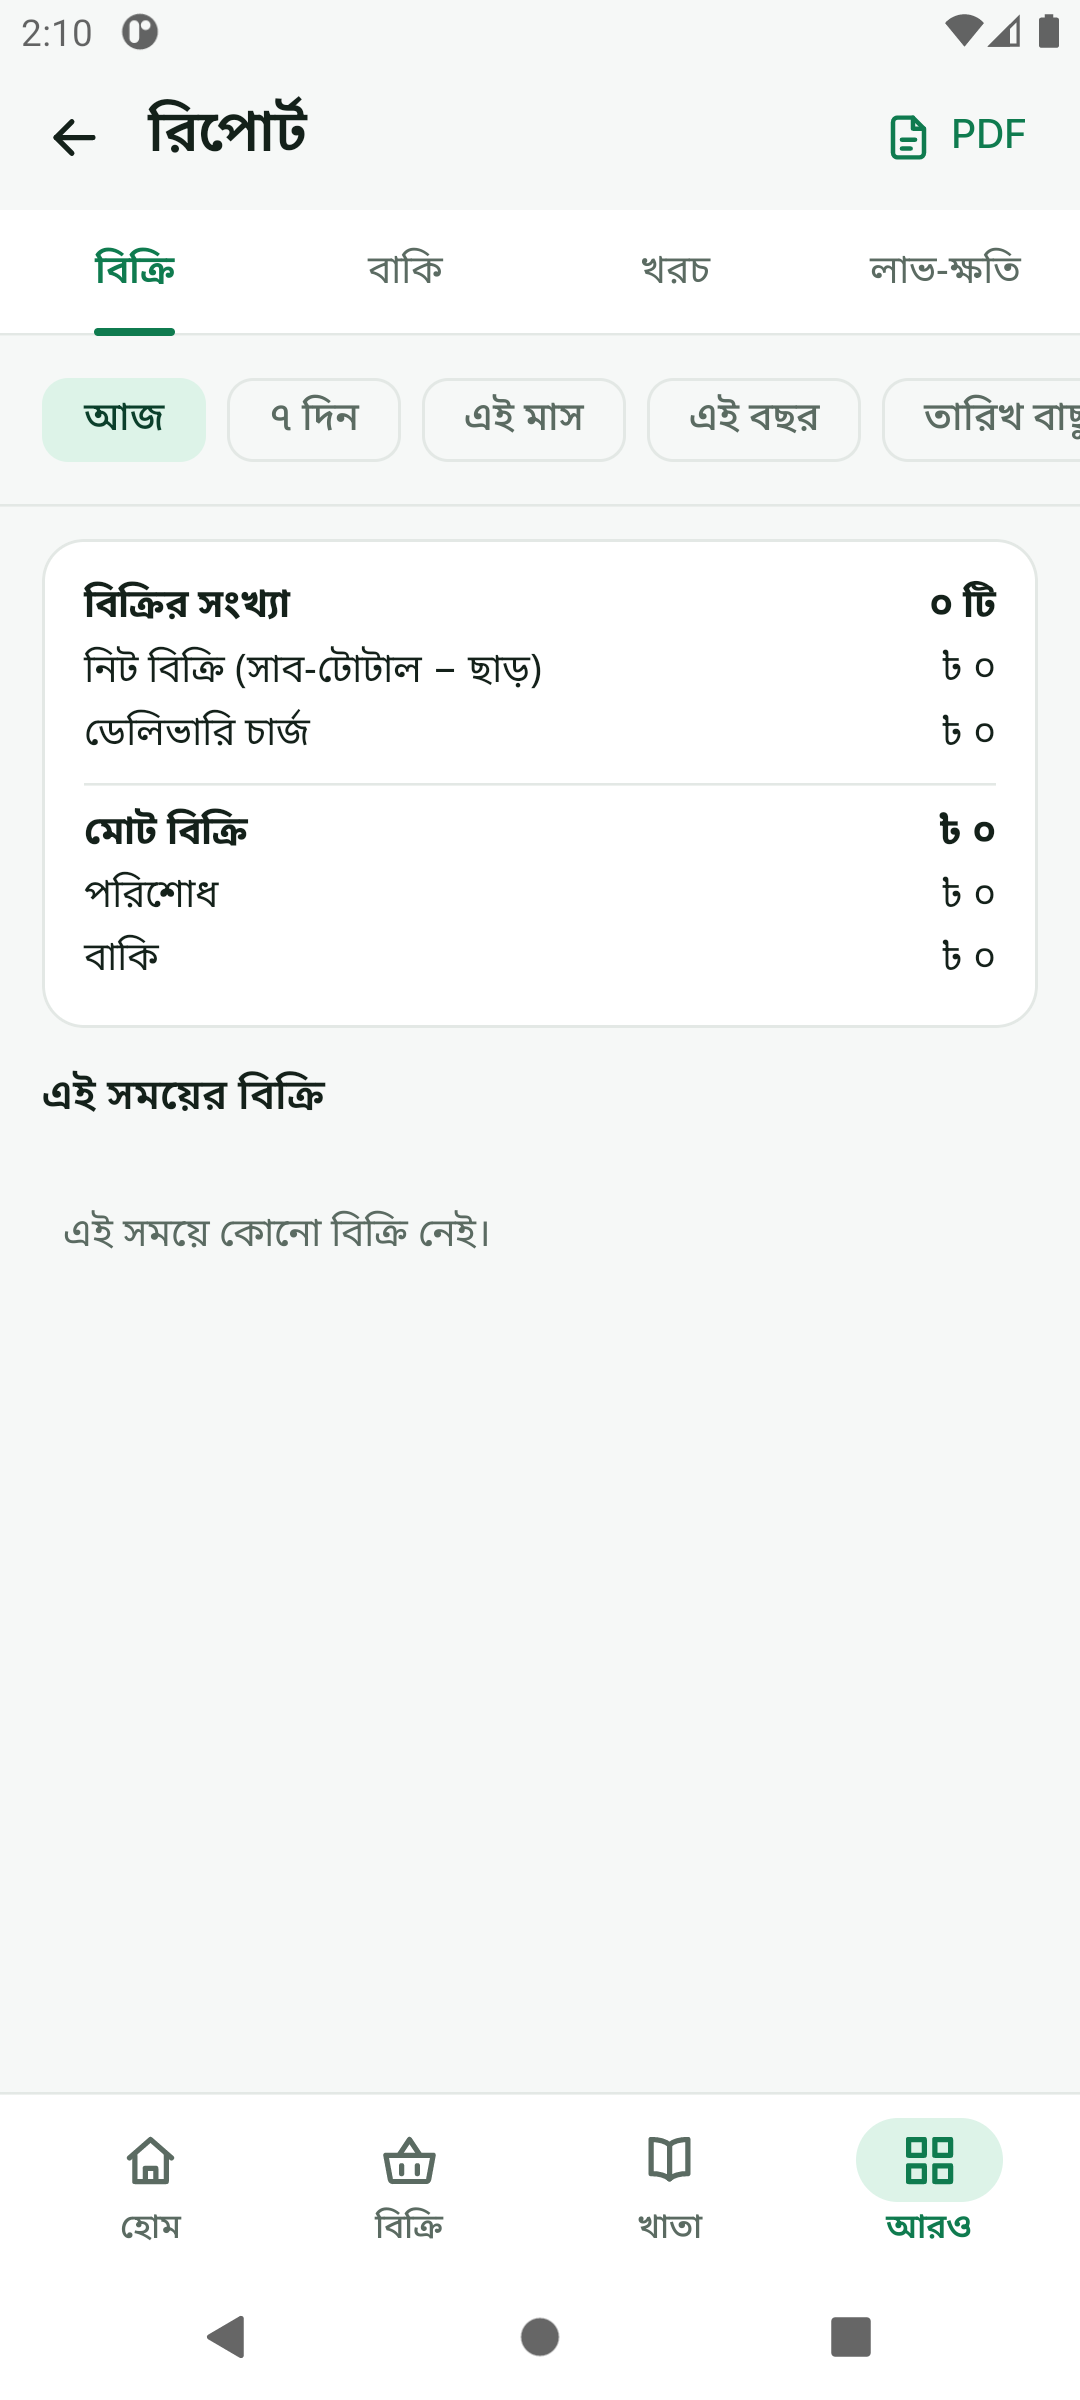 2:10
রিপোর্ট
PDF
বিক্রি বাকি খরচ লাভ-ক্ষতি
আজ ৭ দিন এই মাস এই বছর তারিখ
বিক্রির সংখ্যা ০ টি
নিট বিক্রি (সাব-টোটাল – ছাড়) ৳ ০
ডেলিভারি চার্জ ৳ ০
মোট বিক্রি ৳ ০
পরিশোধ ৳ ০
বাকি ৳ ০
এই সময়ের বিক্রি
এই সময়ে কোনো বিক্রি নেই।
হোম বিক্রি খাতা আরও